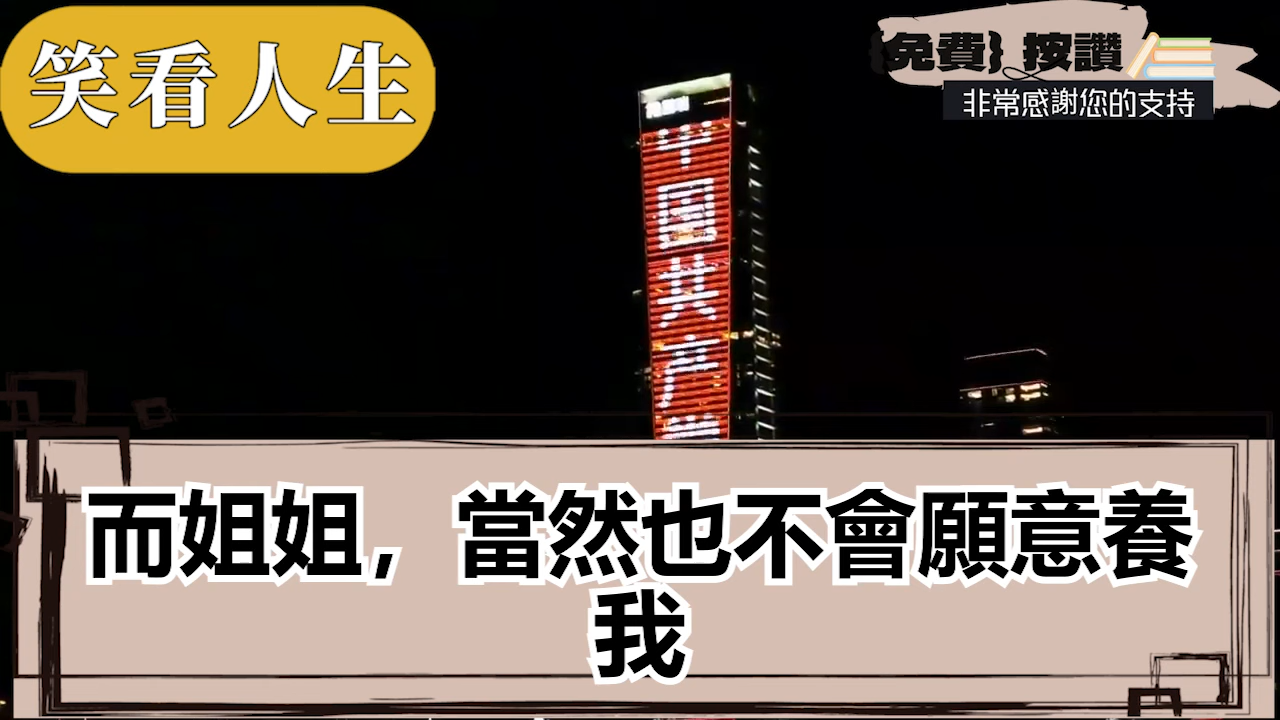 笑看人生
{免費} 按讚
非常感謝您的支持
中国共产
而姐姐，當然也不會願意養
我